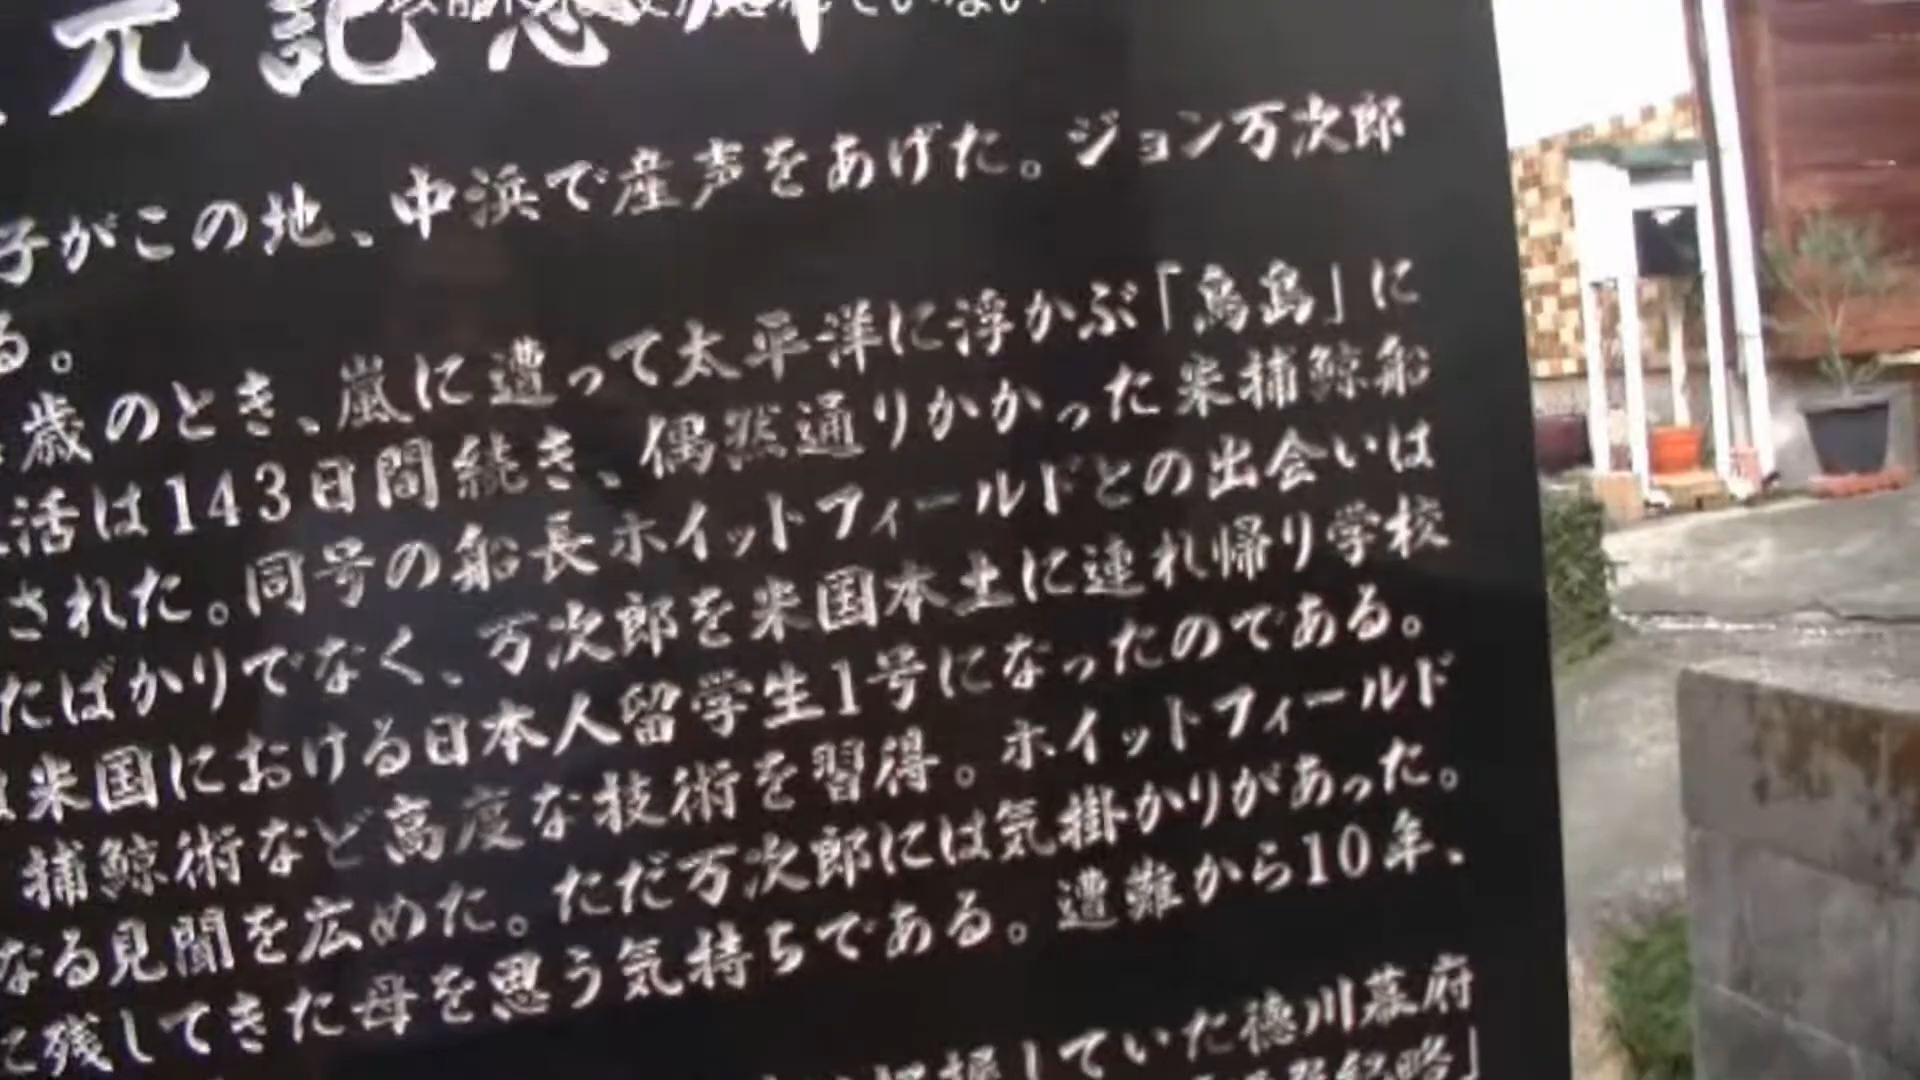 元記念碑
子がこの地、中浜で産声をあげた。ジョン万次郎
る。
歳のとき、嵐に遭って太平洋に浮かぶ「鳥島」に
活は143日間続き、偶然通りかかった米捕鯨船
された。同号の船長ホイットフィールドとの出会いは
たばかりでなく、万次郎を米国本土に連れ帰り学校
米国における日本人留学生1号になったのである。
捕鯨術など高度な技術を習得。ホイットフィールド
なる見聞を広めた。ただ万次郎には気掛かりがあった。
に残してきた母を思う気持ちである。遭難から10年、
していた徳川幕府